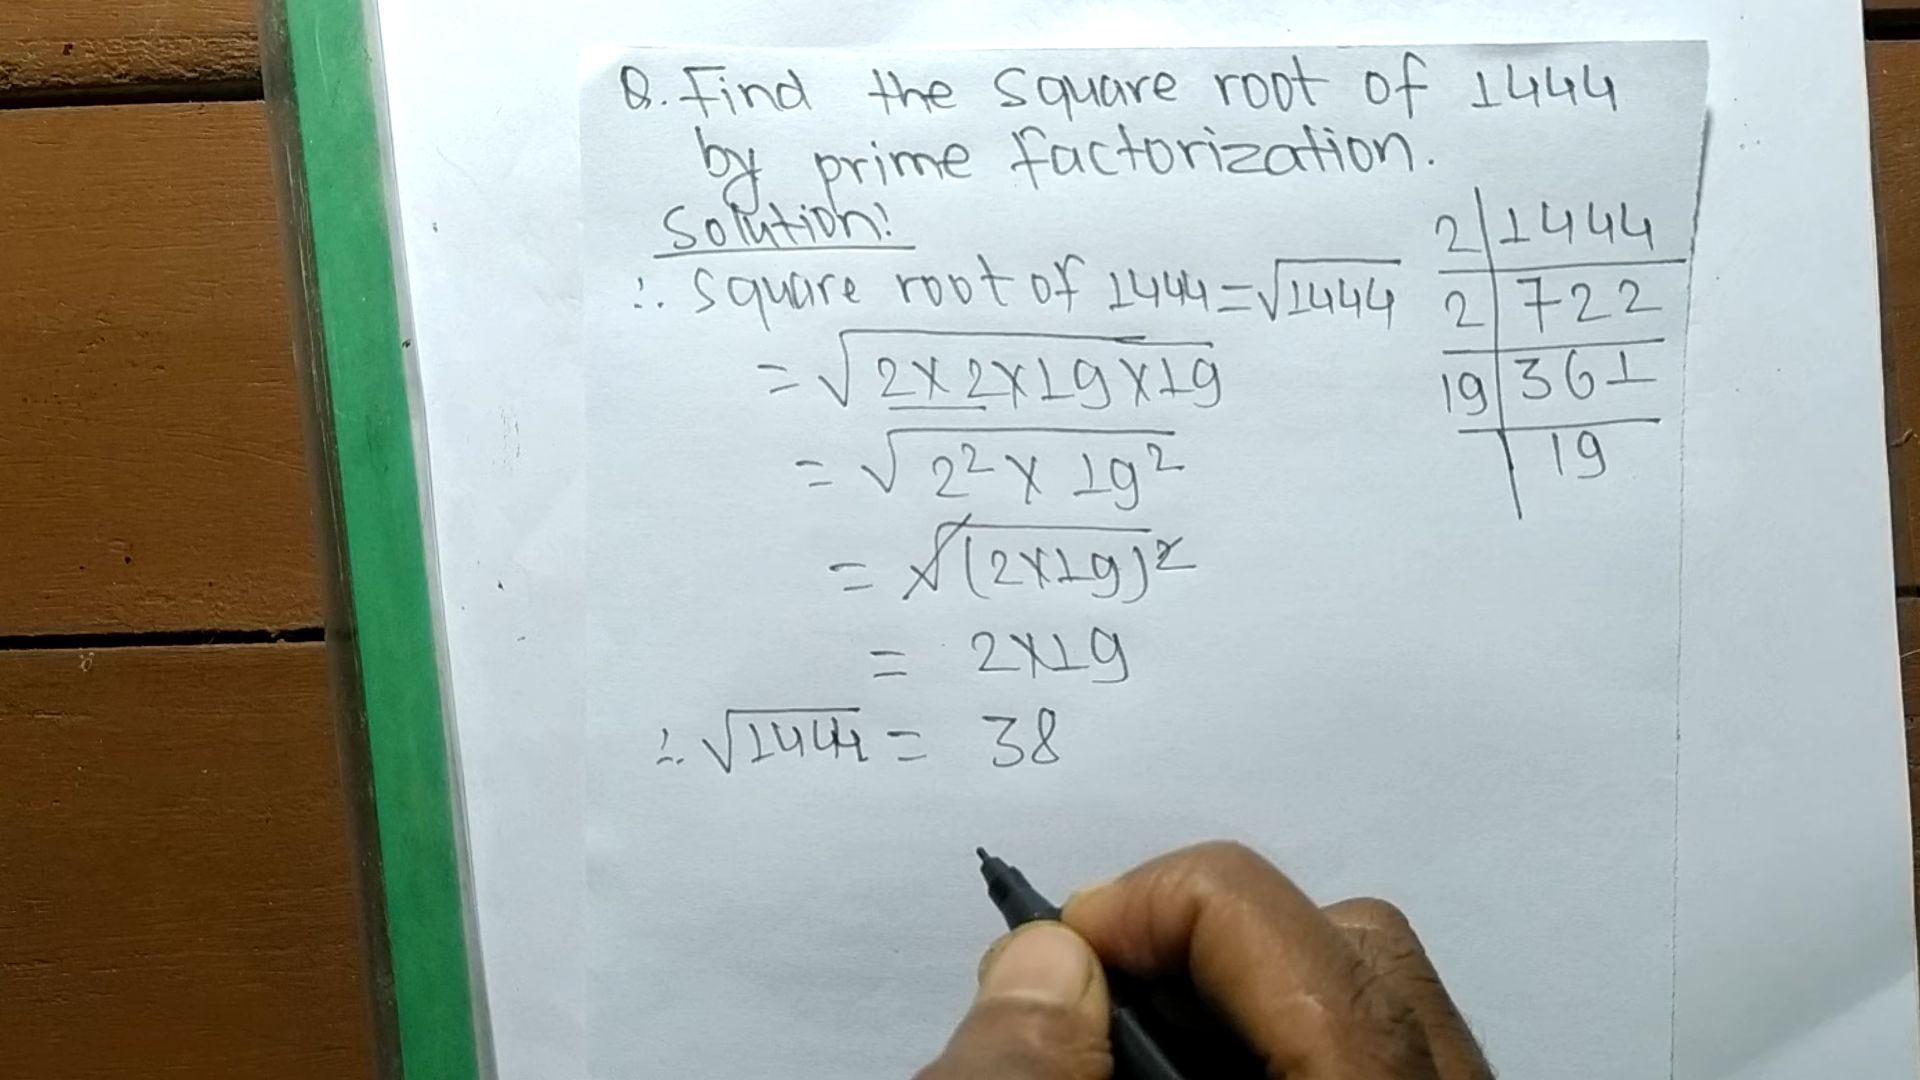 Q. Find the square root of 1444
by prime factorization.
Solution:
∴ square root of 1444 = √1444
= √2×2×19×19
= √2²×19²
= √(2×19)²
= 2×19
∴ √1444 = 38
2 | 1444
2 | 722
19 | 361
| 19